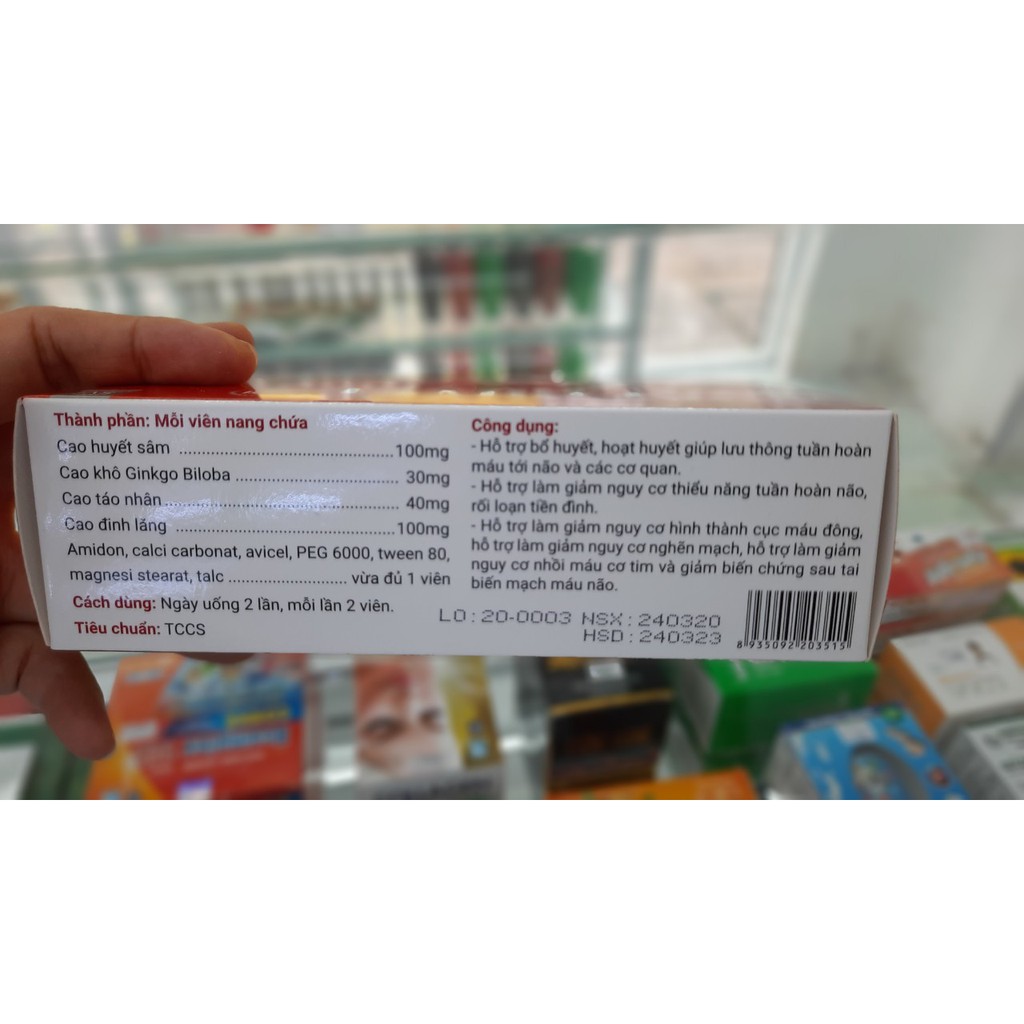 Thành phần: Mỗi viên nang chứa
Cao huyết sâm ........................................... 100mg
Cao khô Ginkgo Biloba ................................. 30mg
Cao táo nhân ................................................ 40mg
Cao đinh lăng ............................................ 100mg
Amidon, calci carbonat, avicel, PEG 6000, tween 80,
magnesi stearat, talc ........................ vừa đủ 1 viên
Cách dùng: Ngày uống 2 lần, mỗi lần 2 viên.
Tiêu chuẩn: TCCS
Công dụng:
- Hỗ trợ bổ huyết, hoạt huyết giúp lưu thông tuần hoàn
máu tới não và các cơ quan.
- Hỗ trợ làm giảm nguy cơ thiếu năng tuần hoàn não,
rối loạn tiền đình.
- Hỗ trợ làm giảm nguy cơ hình thành cục máu đông,
hỗ trợ làm giảm nguy cơ nghẽn mạch, hỗ trợ làm giảm
nguy cơ nhồi máu cơ tim và giảm biến chứng sau tai
biến mạch máu não.
LO: 20-0003 NSX: 240320
HSD: 240323
8 935092 203515